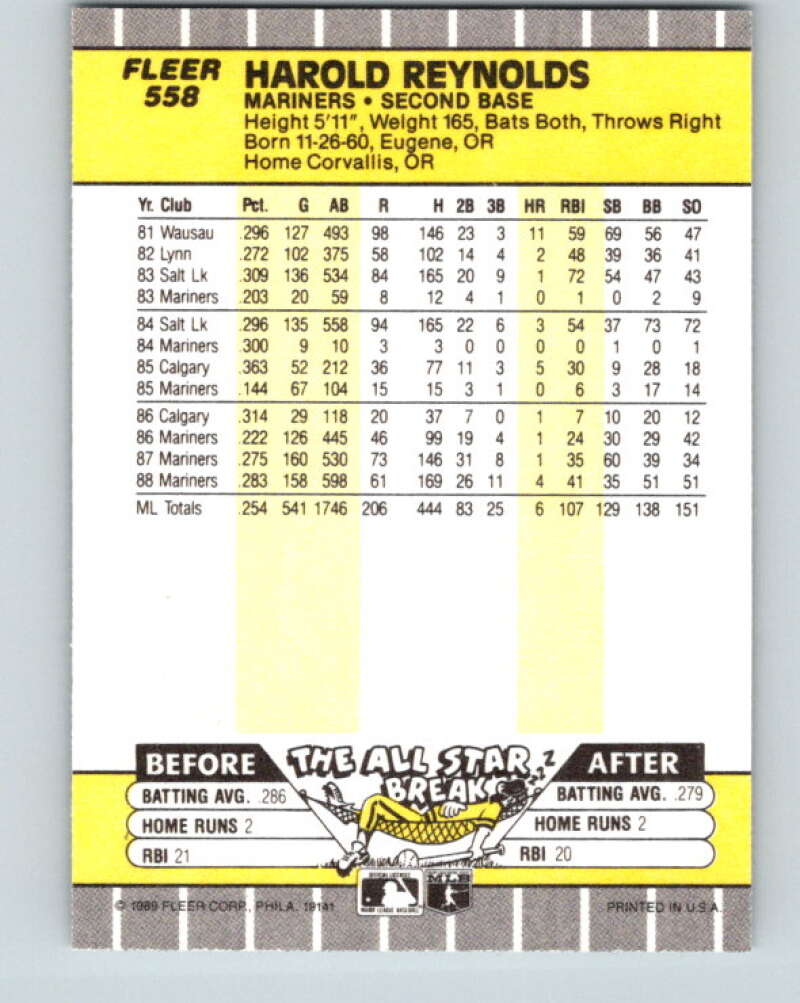 FLEER
558
HAROLD REYNOLDS
MARINERS • SECOND BASE
Height 5'11", Weight 165, Bats Both, Throws Right
Born 11-26-60, Eugene, OR
Home Corvallis, OR
Yr. Club Pct. G AB R H 2B 3B HR RBI SB BB SO
81 Wausau .296 127 493 98 146 23 3 11 59 69 56 47
82 Lynn .272 102 375 58 102 14 4 2 48 39 36 41
83 Salt Lk .309 136 534 84 165 20 9 1 72 54 47 43
83 Mariners .203 20 59 8 12 4 1 0 1 0 2 9
84 Salt Lk .296 135 558 94 165 22 6 3 54 37 73 72
84 Mariners .300 9 10 3 3 0 0 0 0 1 0 1
85 Calgary .363 52 212 36 77 11 3 5 30 9 28 18
85 Mariners .144 67 104 15 15 3 1 0 6 3 17 14
86 Calgary .314 29 118 20 37 7 0 1 7 10 20 12
86 Mariners .222 126 445 46 99 19 4 1 24 30 29 42
87 Mariners .275 160 530 73 146 31 8 1 35 60 39 34
88 Mariners .283 158 598 61 169 26 11 4 41 35 51 51
ML Totals .254 541 1746 206 444 83 25 6 107 129 138 151
BEFORE THE ALL STAR BREAK ZZZ AFTER
BATTING AVG. .286 BATTING AVG. .279
HOME RUNS 2 HOME RUNS 2
RBI 21 RBI 20
OFFICIAL LICENSEE
MAJOR LEAGUE BASEBALL
MLB
© 1989 FLEER CORP., PHILA. 19141 PRINTED IN U.S.A.